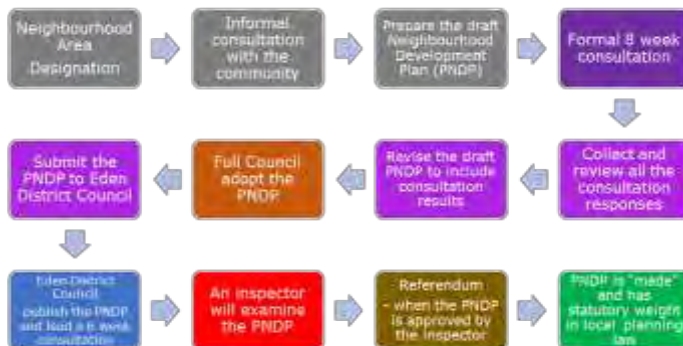 Neighbourhood
Area
Designation
Informal
consultation
with the
community
Prepare the draft
Neighbourhood
Development
Plan (PNDP)
Formal 8 week
consultation
Collect and
review all the
consultation
responses
Revise the draft
PNDP to include
consultation
results
Full Council
adopt the
PNDP
Submit the
PNDP to Eden
District Council
Eden District
Council
publish the PNDP
and lead a 6 week
consultation
An inspector
will examine
the PNDP
Referendum
- when the PNDP
is approved by
the inspector
PNDP is "made"
and has
statutory weight
in local planning
law